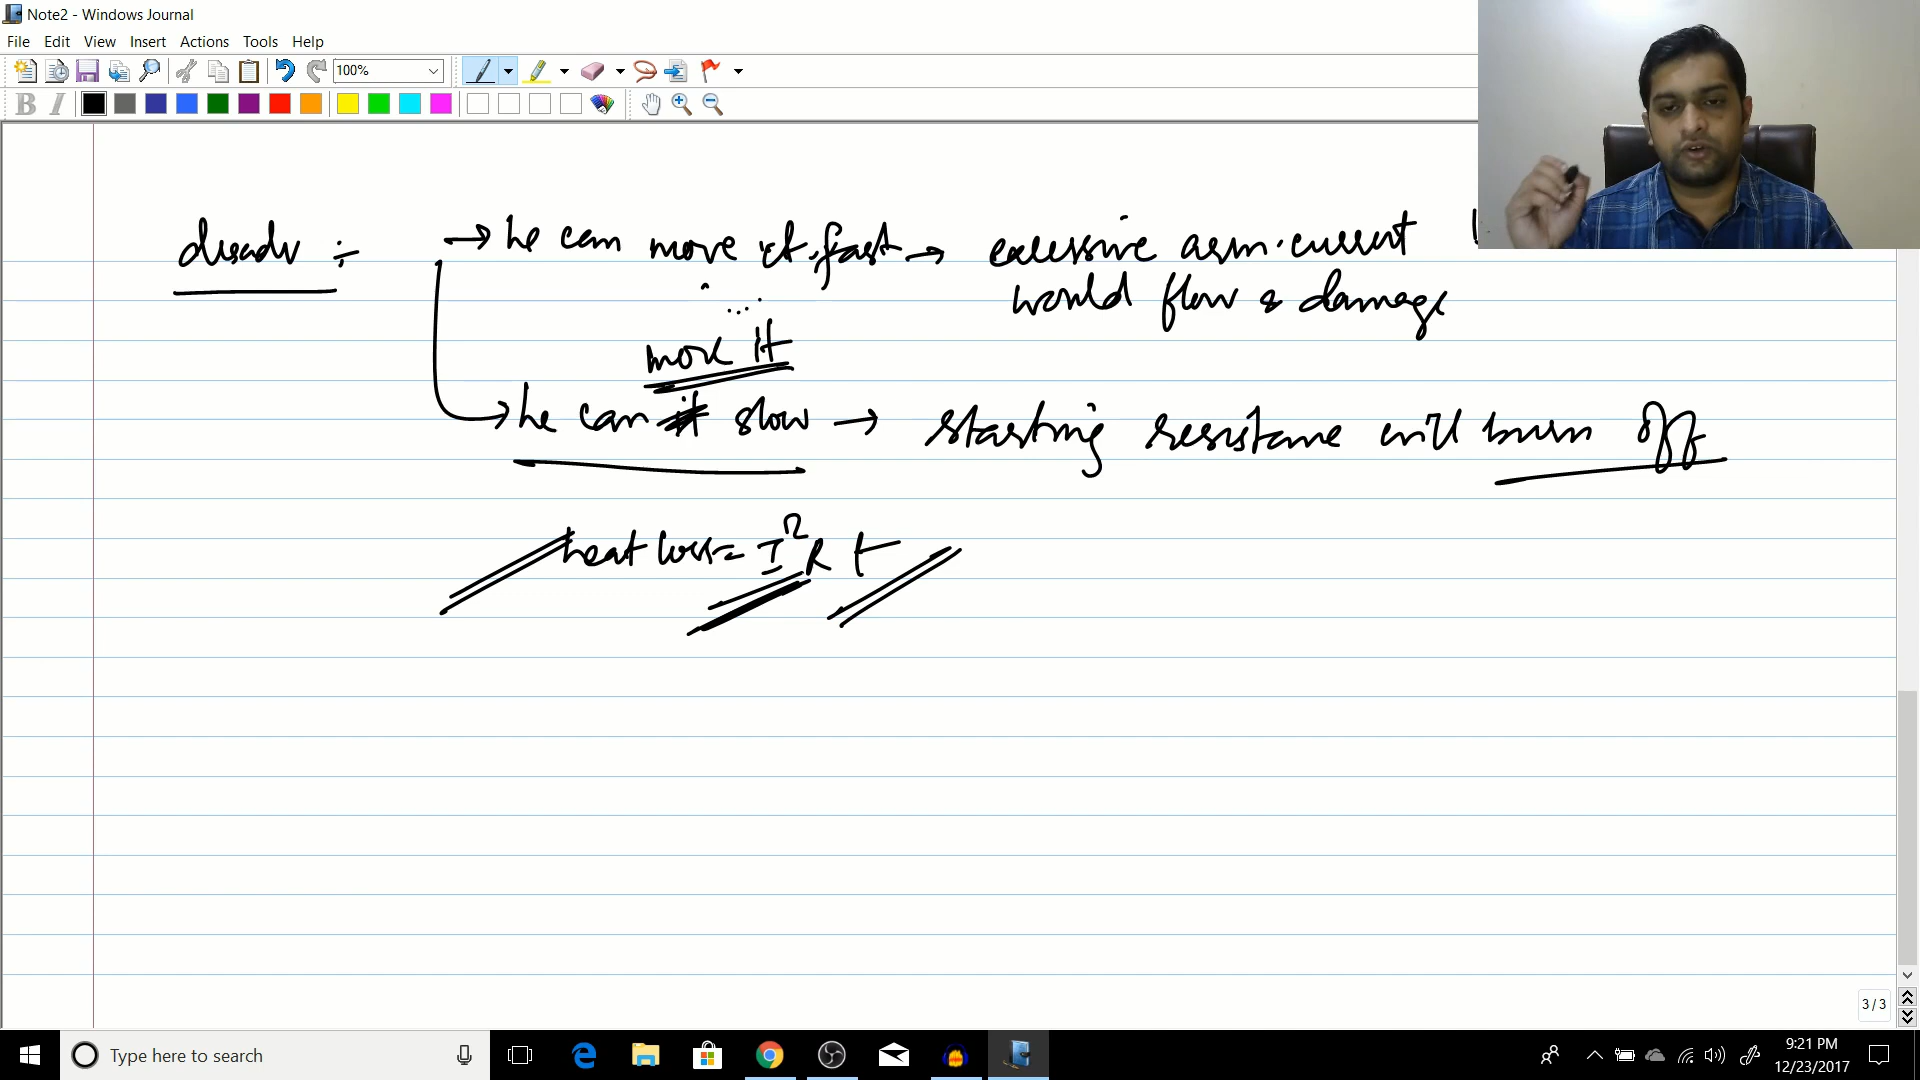 Note2 - Windows Journal
File Edit View Insert Actions Tools Help
100%
B I
disadv :- → he can move it fast → excessive arm. current
would flow & damage
move it
→ he can slow → starting resistance will burn off
heat loss = I²R t
3 / 3
Type here to search
9:21 PM
12/23/2017